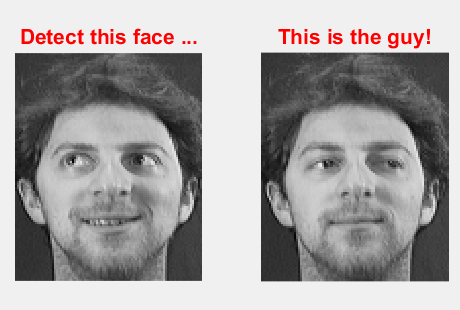 Detect this face ...
This is the guy!